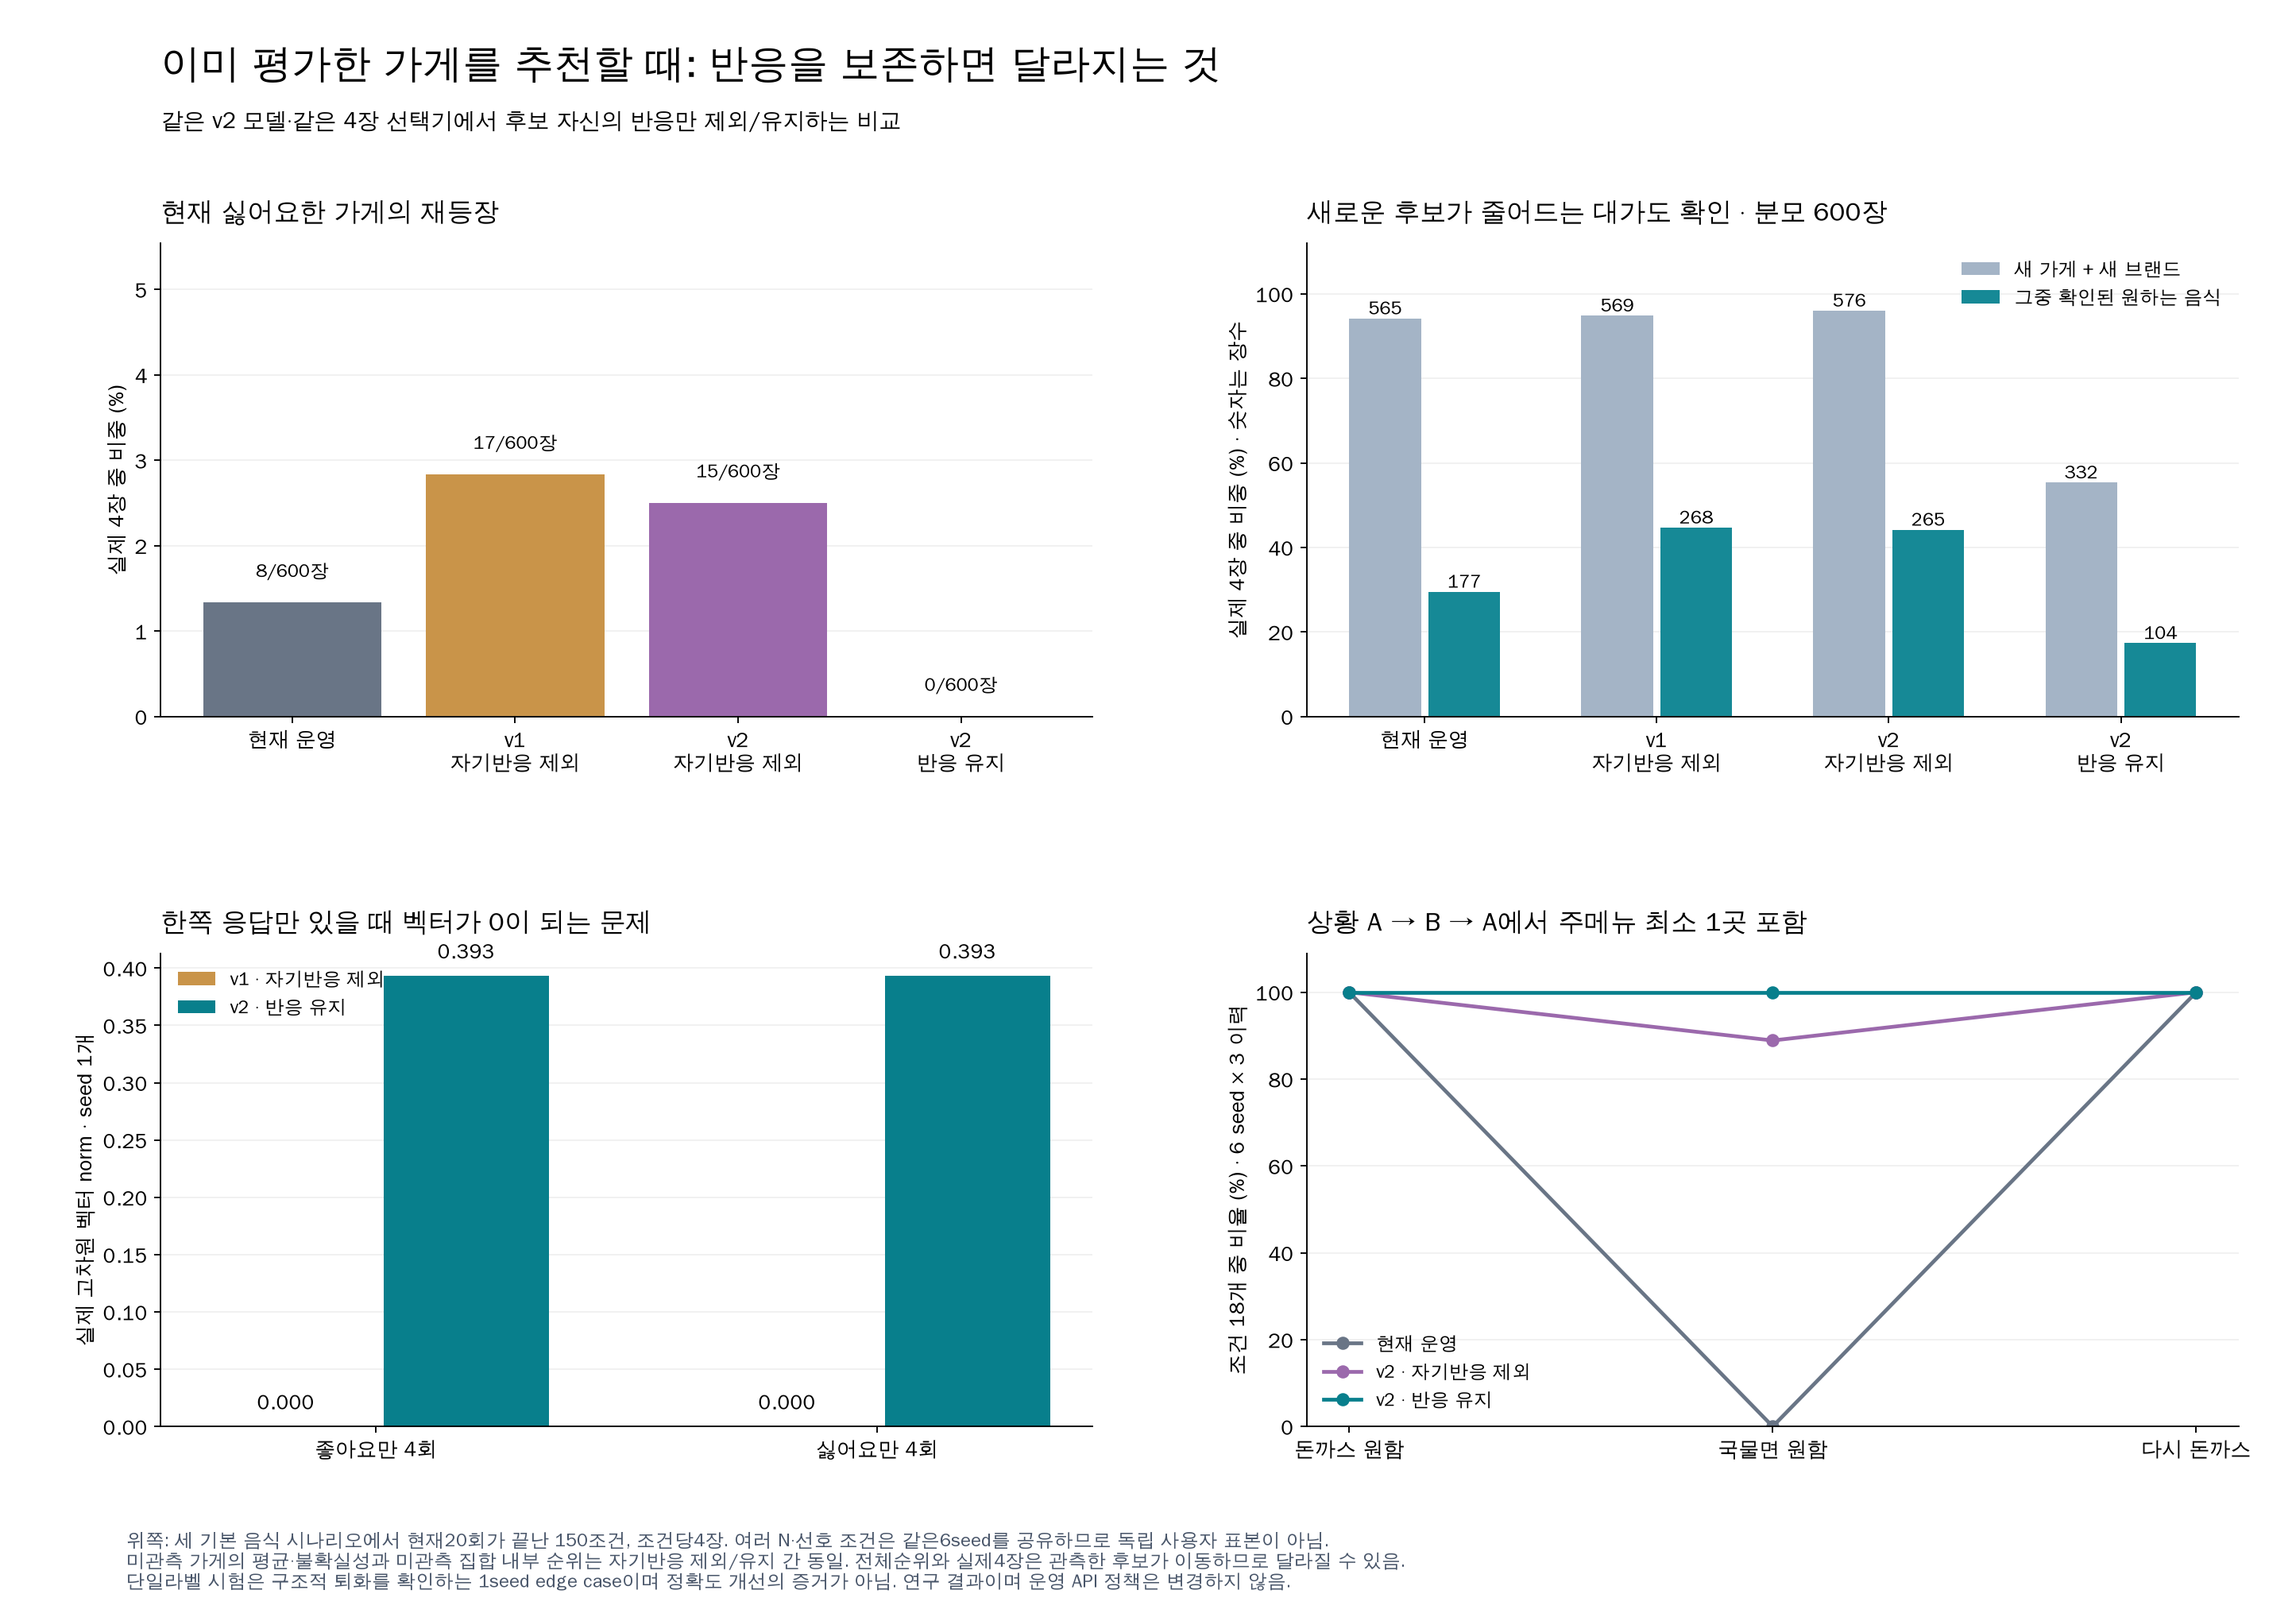 이미 평가한 가게를 추천할 때: 반응을 보존하면 달라지는 것
같은 v2 모델·같은 4장 선택기에서 후보 자신의 반응만 제외/유지하는 비교
현재 싫어요한 가게의 재등장
실제 4장 중 비중 (%)
5
4
3
2
1
0
8/600장
17/600장
15/600장
0/600장
현재 운영
v1
자기반응 제외
v2
자기반응 제외
v2
반응 유지
새로운 후보가 줄어드는 대가도 확인 · 분모 600장
실제 4장 중 비중 (%) · 숫자는 장수
100
80
60
40
20
0
새 가게 + 새 브랜드
그중 확인된 원하는 음식
565
177
569
268
576
265
332
104
현재 운영
v1
자기반응 제외
v2
자기반응 제외
v2
반응 유지
한쪽 응답만 있을 때 벡터가 0이 되는 문제
실제 고차원 벡터 norm · seed 1개
0.40
0.35
0.30
0.25
0.20
0.15
0.10
0.05
0.00
v1 · 자기반응 제외
v2 · 반응 유지
0.000
0.393
0.000
0.393
좋아요만 4회
싫어요만 4회
상황 A → B → A에서 주메뉴 최소 1곳 포함
조건 18개 중 비율 (%) · 6 seed × 3 이력
100
80
60
40
20
0
현재 운영
v2 · 자기반응 제외
v2 · 반응 유지
돈까스 원함
국물면 원함
다시 돈까스
위쪽: 세 기본 음식 시나리오에서 현재20회가 끝난 150조건, 조건당4장. 여러 N·선호 조건은 같은6seed를 공유하므로 독립 사용자 표본이 아님.
미관측 가게의 평균·불확실성과 미관측 집합 내부 순위는 자기반응 제외/유지 간 동일. 전체순위와 실제4장은 관측한 후보가 이동하므로 달라질 수 있음.
단일라벨 시험은 구조적 퇴화를 확인하는 1seed edge case이며 정확도 개선의 증거가 아님. 연구 결과이며 운영 API 정책은 변경하지 않음.